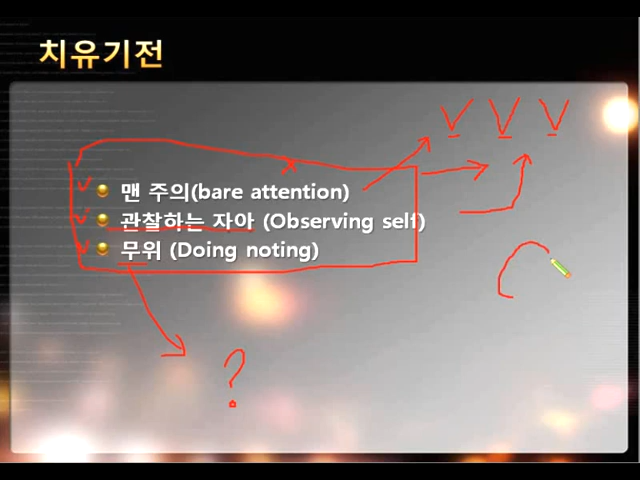 치유기전
맨 주의(bare attention)
관찰하는 자아 (Observing self)
무위 (Doing noting)
V V V
?